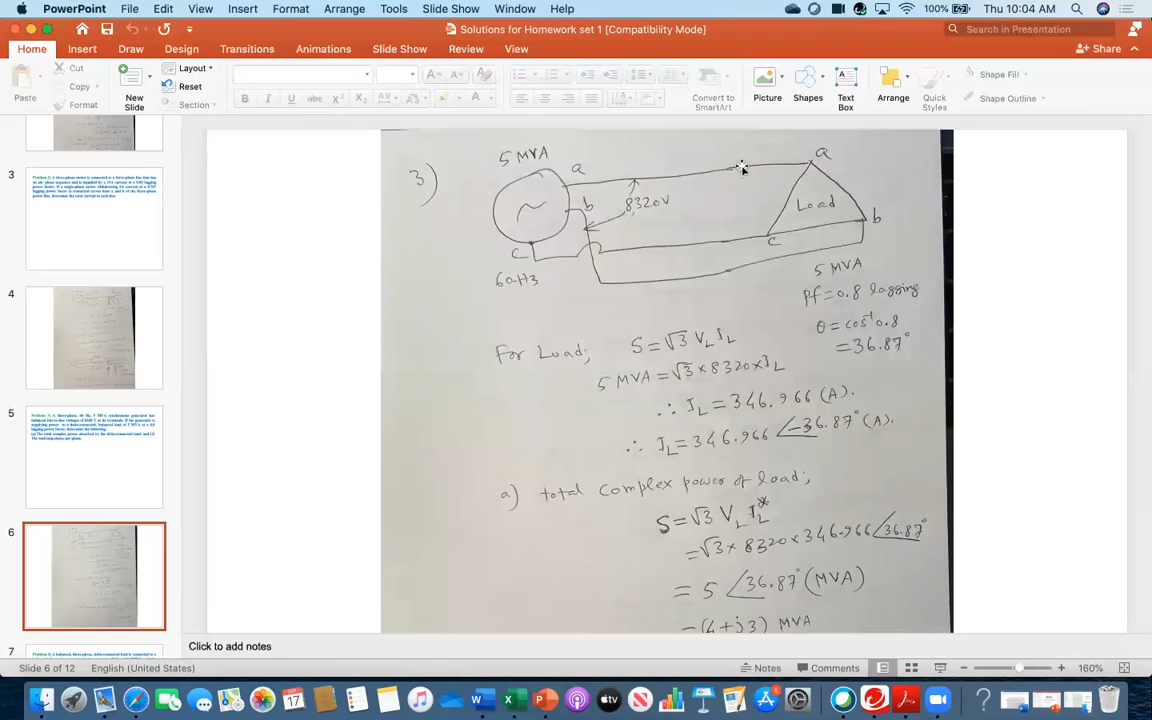 PowerPoint File Edit View Insert Format Arrange Tools Slide Show Window Help 100% Thu 10:04 AM
Solutions for Homework set 1 [Compatibility Mode]
Search in Presentation
Home Insert Draw Design Transitions Animations Slide Show Review View
Share
Paste
Cut
Copy
Format
New Slide
Layout
Reset
Section
Convert to SmartArt
Picture
Shapes
Text Box
Arrange
Quick Styles
Shape Fill
Shape Outline
3
4
5
6
7
3)
5 MVA
a
b
c
8320V
60Hz
a
Load
b
c
5 MVA
Pf=0.8 lagging
θ = cos⁻¹0.8
=36.87°
For Load;
S=√3 V_L I_L
5 MVA =√3×8320×I_L
∴ I_L = 346.966 (A).
∴ I_L=346.966 ∠-36.87° (A).
a) total complex power of load;
S=√3 V_L I_L*
=√3×8320×346.966∠36.87°
= 5 ∠36.87° (MVA)
=(4+j3) MVA
Click to add notes
Slide 6 of 12 English (United States) Notes Comments 160%